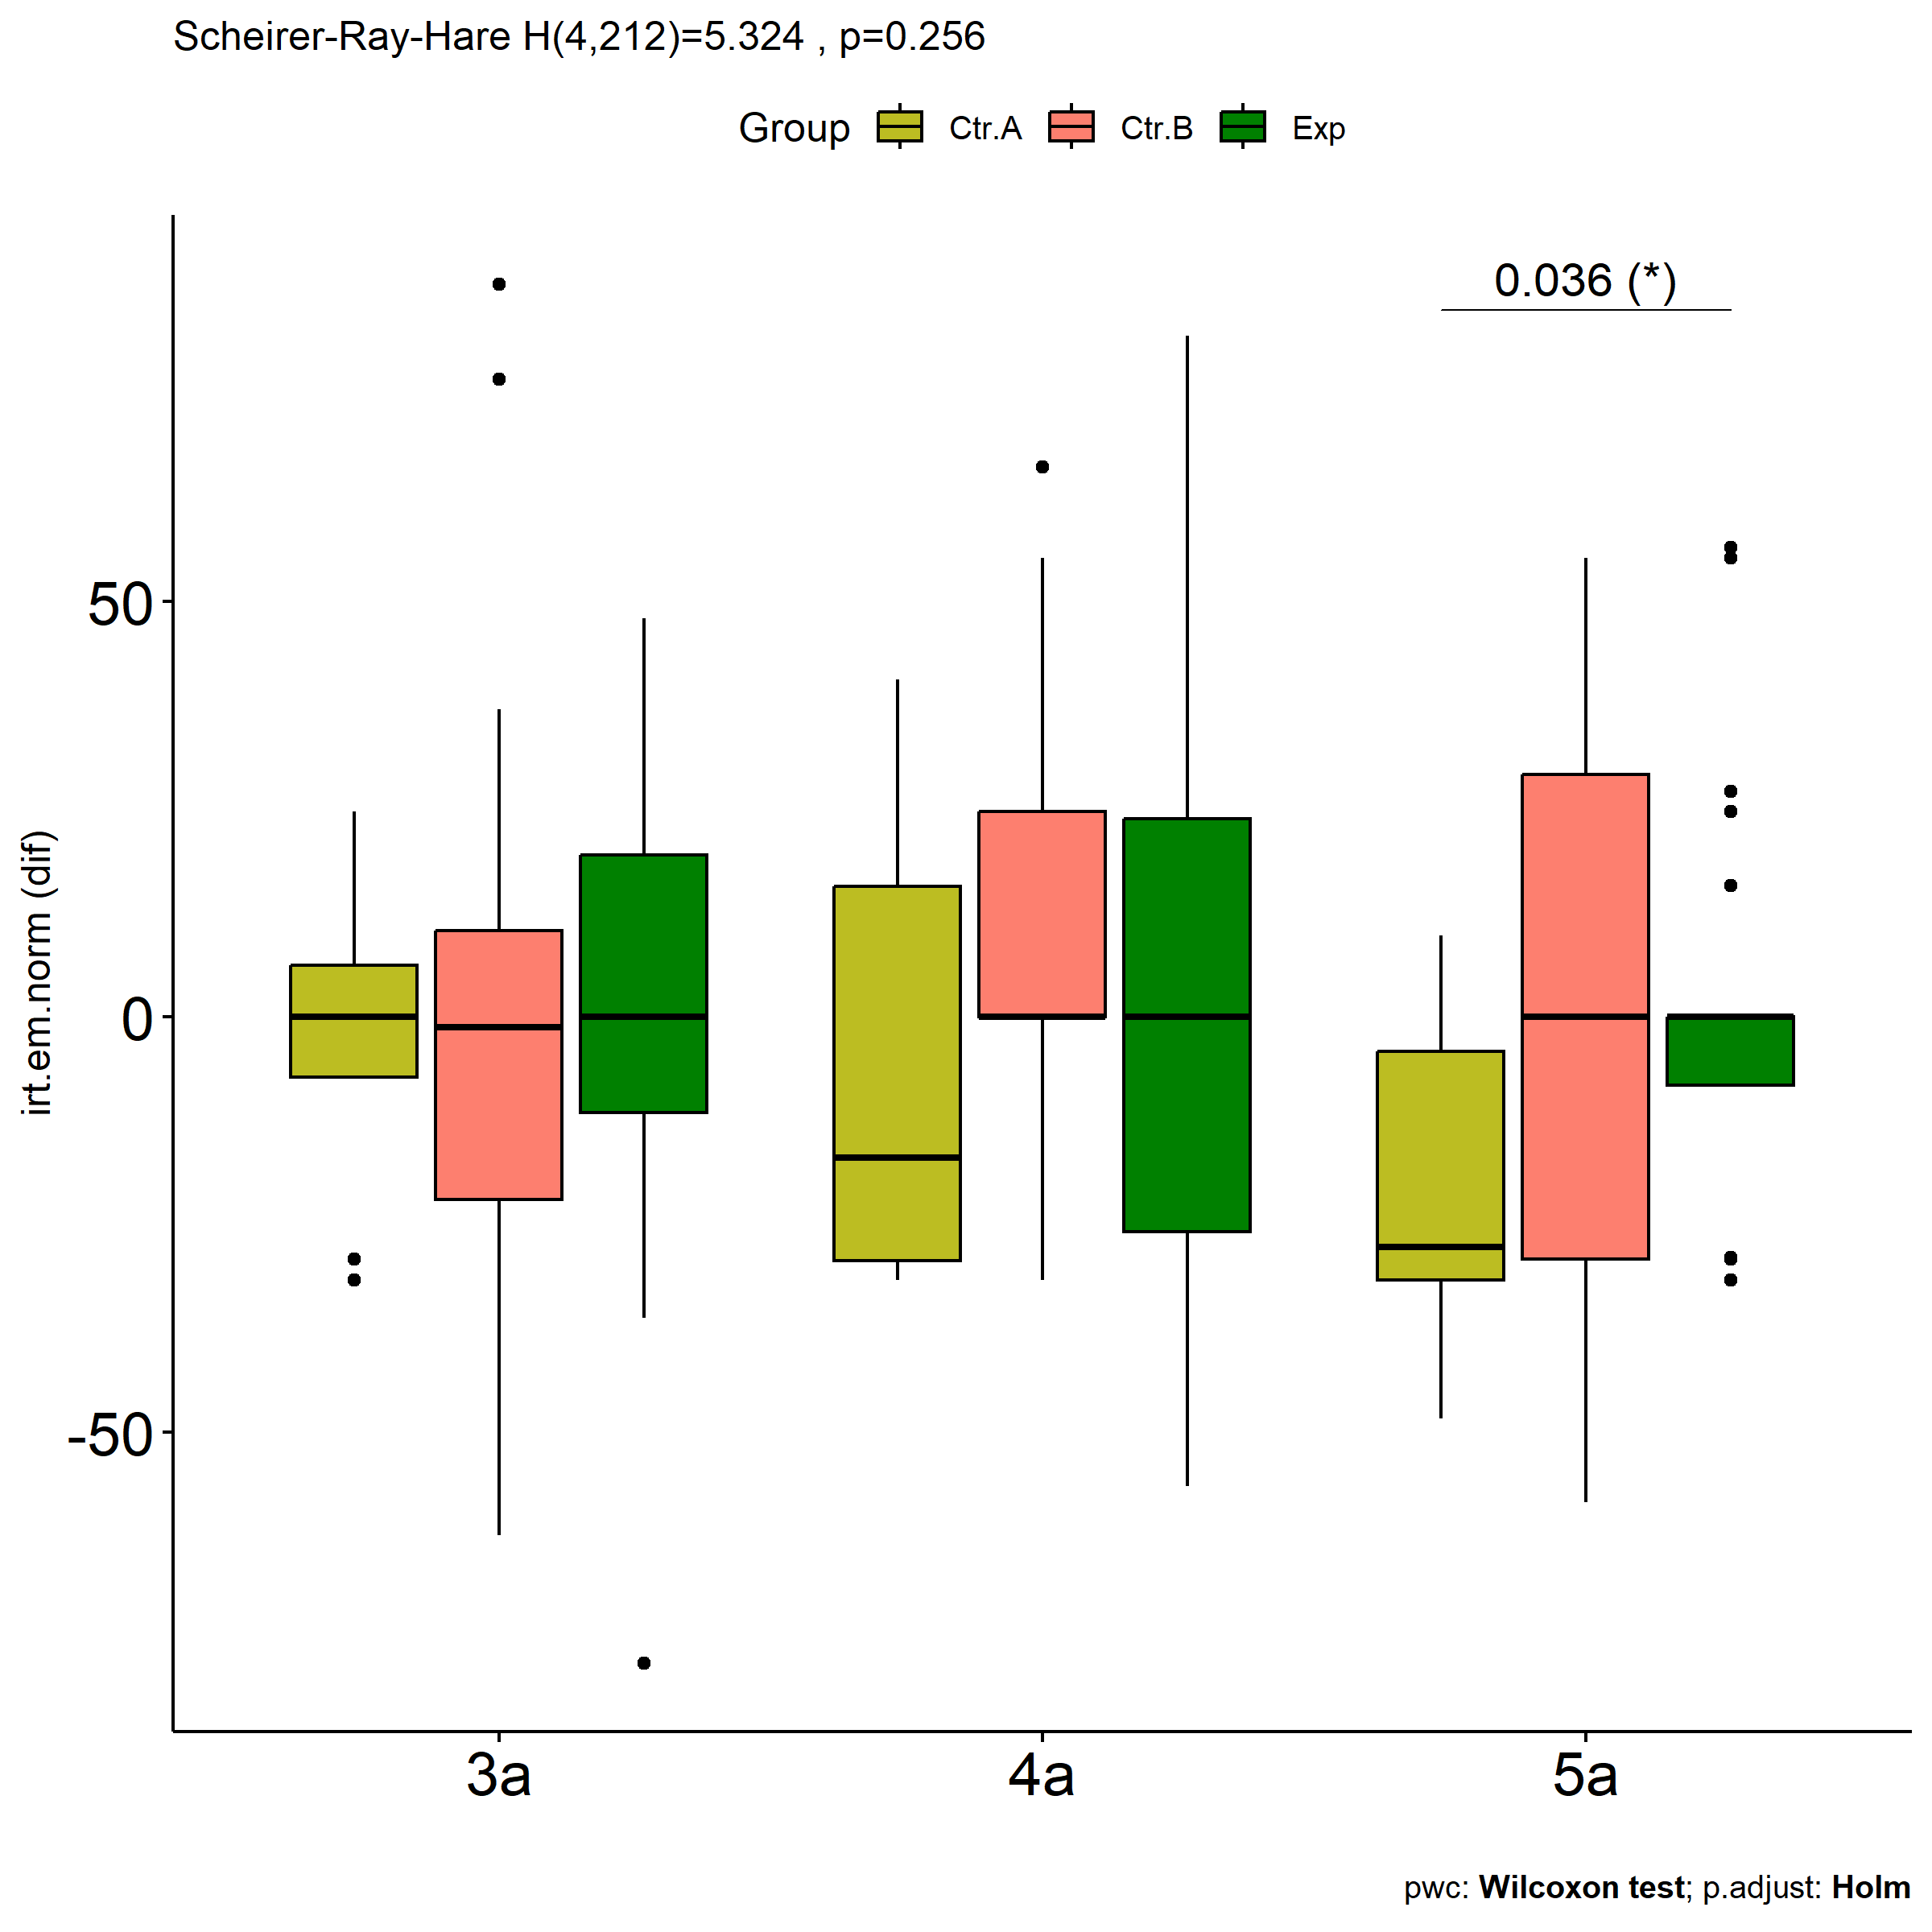 Scheirer-Ray-Hare H(4,212)=5.324 , p=0.256
Group Ctr.A Ctr.B Exp
0.036 (*)
50
0
-50
irt.em.norm (dif)
3a 4a 5a
pwc: Wilcoxon test; p.adjust: Holm